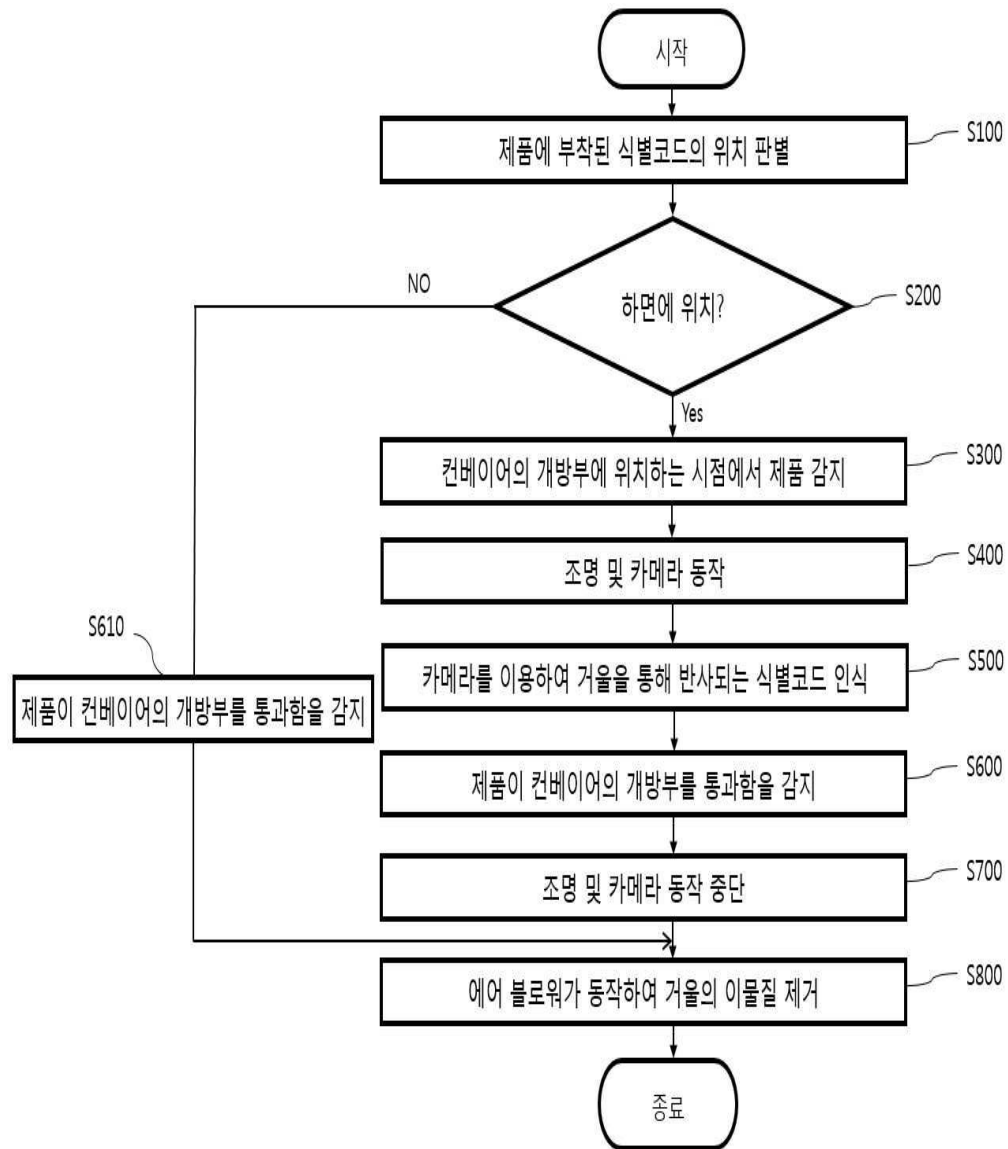 시작
제품에 부착된 식별코드의 위치 판별
S100
하면에 위치?
S200
NO
Yes
컨베이어의 개방부에 위치하는 시점에서 제품 감지
S300
조명 및 카메라 동작
S400
S610
제품이 컨베이어의 개방부를 통과함을 감지
카메라를 이용하여 거울을 통해 반사되는 식별코드 인식
S500
제품이 컨베이어의 개방부를 통과함을 감지
S600
조명 및 카메라 동작 중단
S700
에어 블로워가 동작하여 거울의 이물질 제거
S800
종료